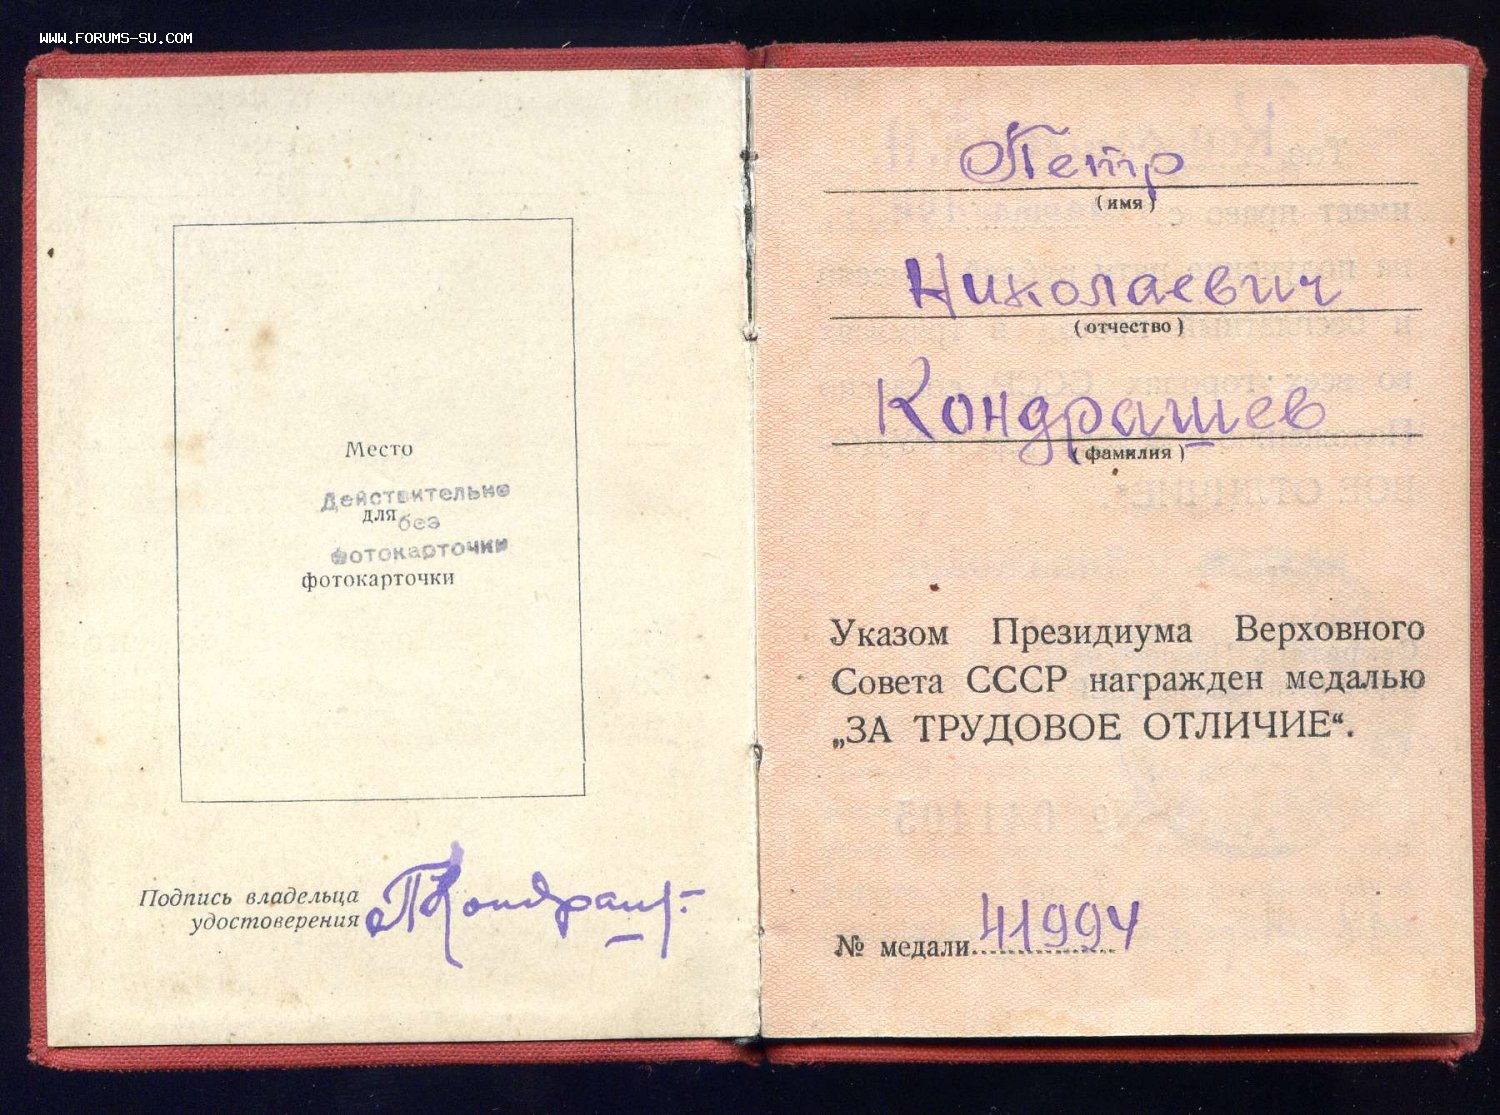 WWW.FORUMS-SU.COM
Место
Действительно
для
без
фотокарточки
фотокарточки
Подпись владельца
удостоверения
Петр
(имя)
Николаевич
(отчество)
Кондрашев
(фамилия)
Указом Президиума Верховного
Совета СССР награжден медалью
„ЗА ТРУДОВОЕ ОТЛИЧИЕ“.
№ медали 41994